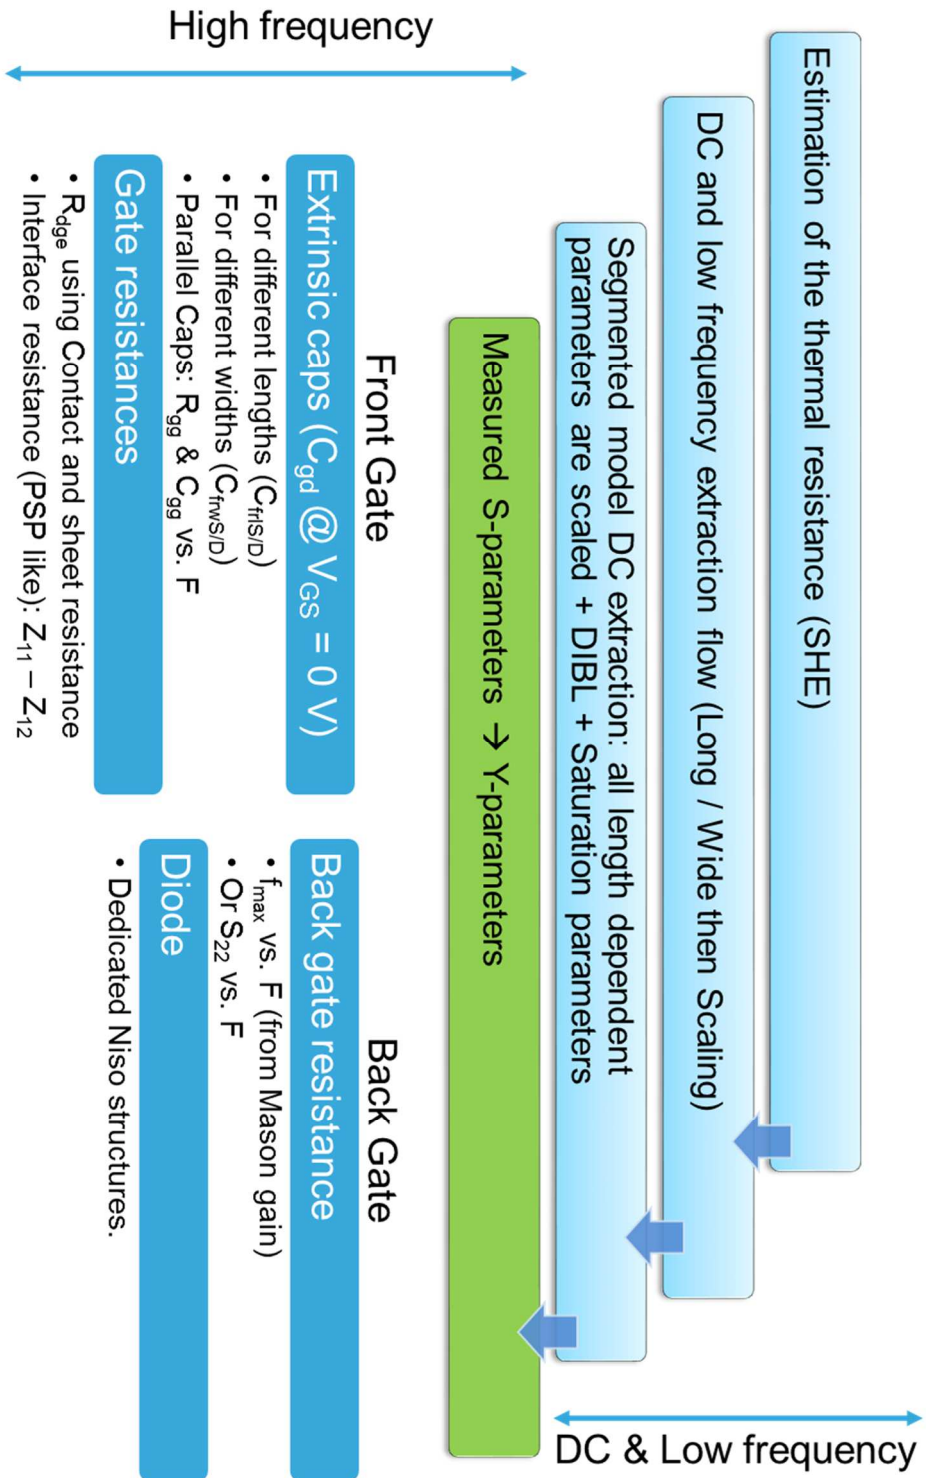 Estimation of the thermal resistance (SHE)
DC and low frequency extraction flow (Long / Wide then Scaling)
Segmented model DC extraction: all length dependent
parameters are scaled + DIBL + Saturation parameters
Measured S-parameters → Y-parameters
DC & Low frequency
High frequency
Front Gate
Extrinsic caps (Cgd @ VGS = 0 V)
• For different lengths (CfrlS/D)
• For different widths (CfrwS/D)
• Parallel Caps: Rgg & Cgg vs. F
Gate resistances
• Rdge using Contact and sheet resistance
• Interface resistance (PSP like): Z11 – Z12
Back Gate
Back gate resistance
• fmax vs. F (from Mason gain)
• Or S22 vs. F
Diode
• Dedicated Niso structures.